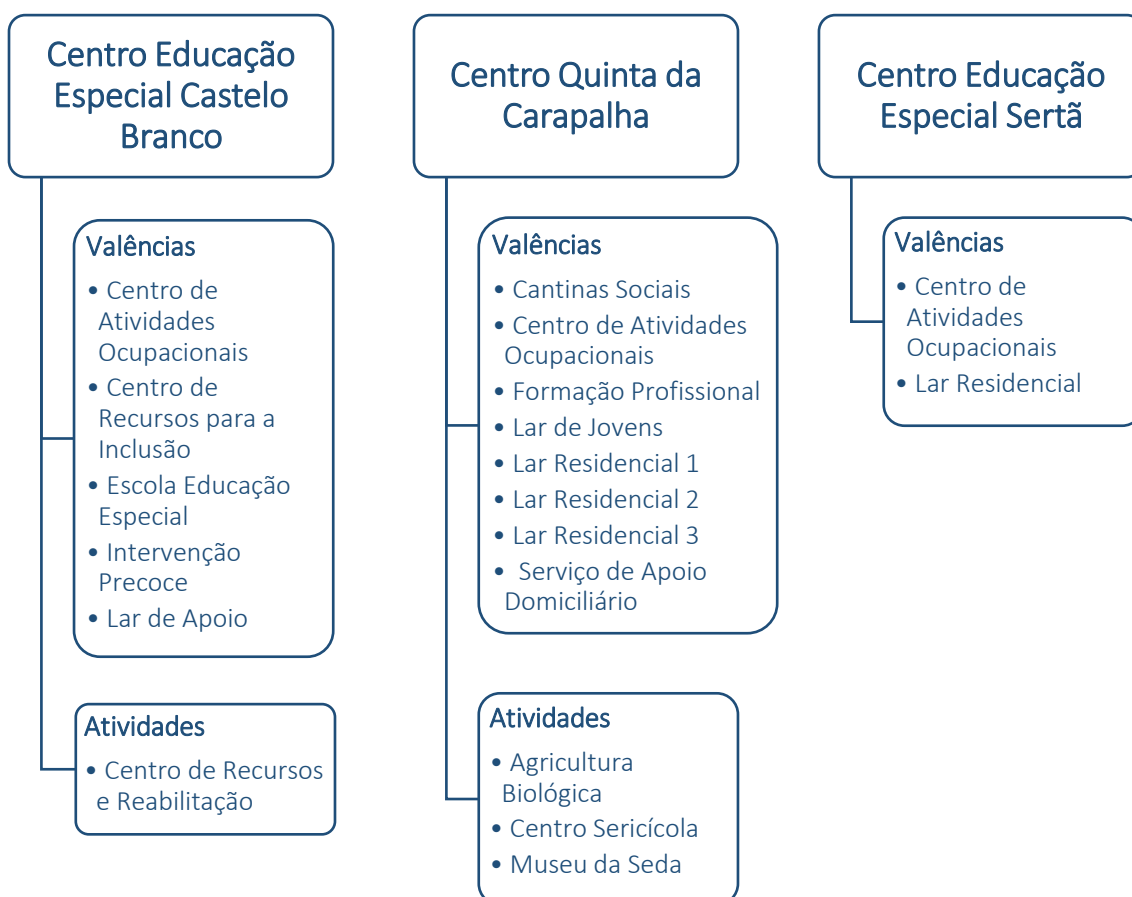 Centro Educação
Especial Castelo
Branco
Valências
• Centro de
Atividades
Ocupacionais
• Centro de
Recursos para a
Inclusão
• Escola Educação
Especial
• Intervenção
Precoce
• Lar de Apoio
Atividades
• Centro de Recursos
e Reabilitação
Centro Quinta da
Carapalha
Valências
• Cantinas Sociais
• Centro de Atividades
Ocupacionais
• Formação Profissional
• Lar de Jovens
• Lar Residencial 1
• Lar Residencial 2
• Lar Residencial 3
• Serviço de Apoio
Domiciliário
Atividades
• Agricultura
Biológica
• Centro Sericícola
• Museu da Seda
Centro Educação
Especial Sertã
Valências
• Centro de
Atividades
Ocupacionais
• Lar Residencial